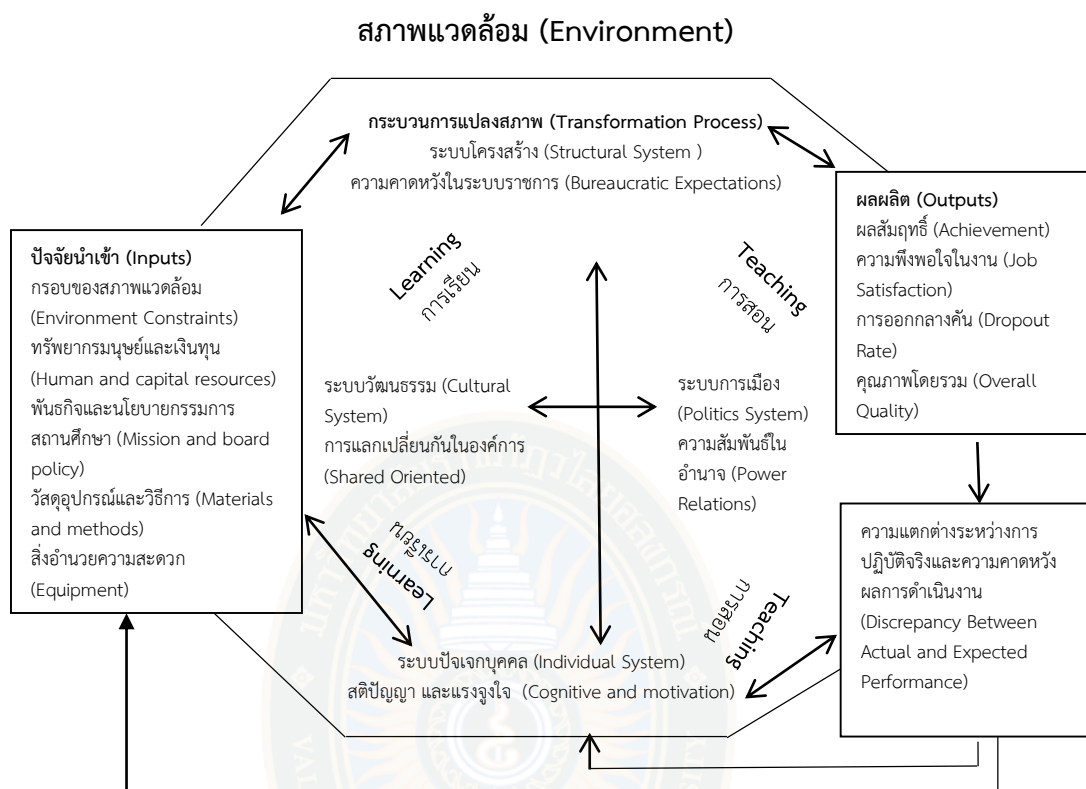 สภาพแวดล้อม (Environment)
กระบวนการแปลงสภาพ (Transformation Process)
ระบบโครงสร้าง (Structural System )
ความคาดหวังในระบบราชการ (Bureaucratic Expectations)
ปัจจัยนำเข้า (Inputs)
กรอบของสภาพแวดล้อม
(Environment Constraints)
ทรัพยากรมนุษย์และเงินทุน
(Human and capital resources)
พันธกิจและนโยบายกรรมการ
สถานศึกษา (Mission and board
policy)
วัสดุอุปกรณ์และวิธีการ (Materials
and methods)
สิ่งอำนวยความสะดวก
(Equipment)
Learning
การเรียน
Teaching
การสอน
ระบบวัฒนธรรม (Cultural
System)
การแลกเปลี่ยนกันในองค์การ
(Shared Oriented)
ระบบการเมือง
(Politics System)
ความสัมพันธ์ใน
อำนาจ (Power
Relations)
ผลผลิต (Outputs)
ผลสัมฤทธิ์ (Achievement)
ความพึงพอใจในงาน (Job
Satisfaction)
การออกกลางคัน (Dropout
Rate)
คุณภาพโดยรวม (Overall
Quality)
การเรียน
Learning
การสอน
Teaching
ระบบปัจเจกบุคคล (Individual System)
สติปัญญา และแรงจูงใจ (Cognitive and motivation)
ความแตกต่างระหว่างการ
ปฏิบัติจริงและความคาดหวัง
ผลการดำเนินงาน
(Discrepancy Between
Actual and Expected
Performance)